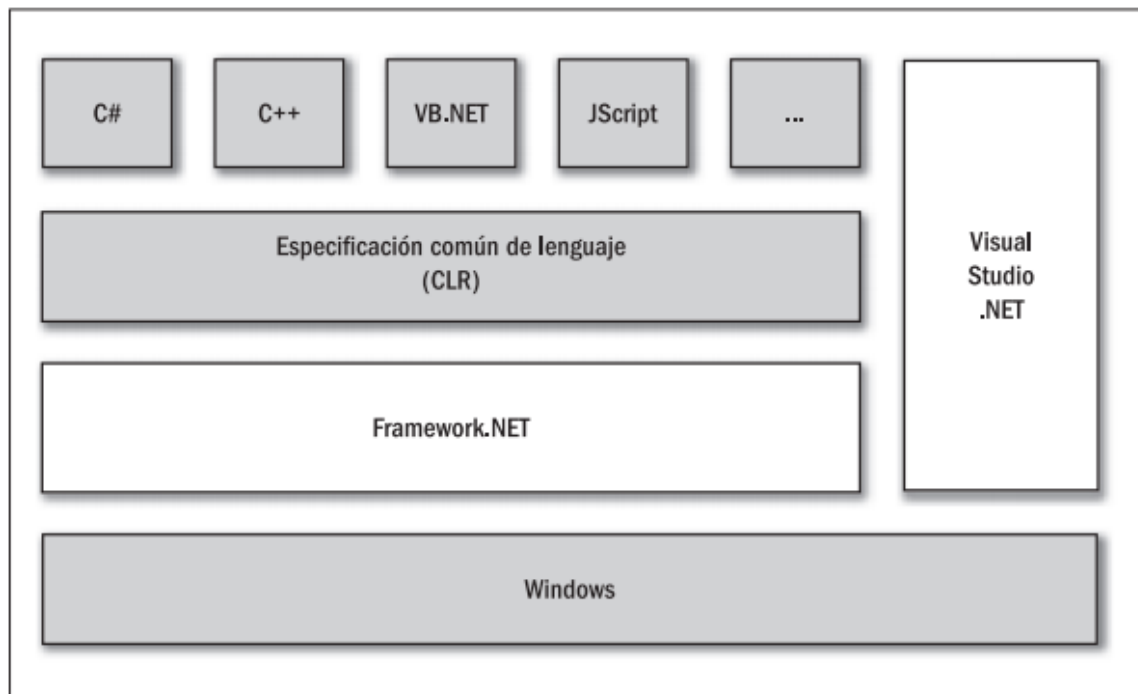 C#
C++
VB.NET
JScript
...
Especificación común de lenguaje
(CLR)
Visual
Studio
.NET
Framework.NET
Windows